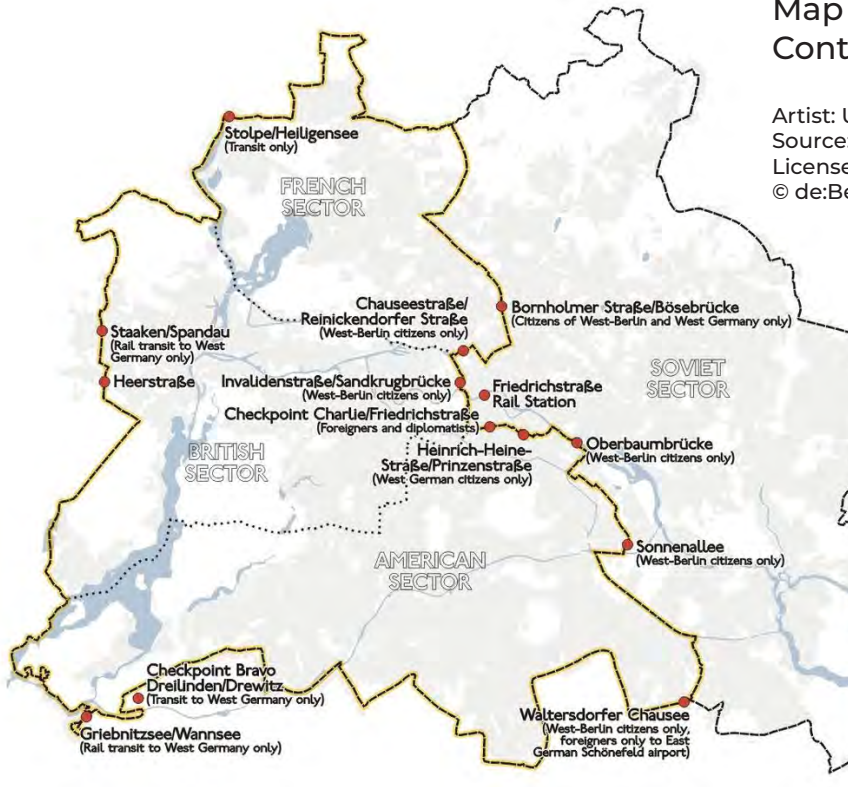 Map
Cont
Artist: U
Source:
License
© de:Be
Stolpe/Heiligensee
(Transit only)
FRENCH
SECTOR
Chauseestraße/
Reinickendorfer Straße
(West-Berlin citizens only)
Bornholmer Straße/Bösebrücke
(Citizens of West-Berlin and West Germany only)
Staaken/Spandau
(Rail transit to West
Germany only)
Heerstraße
SOVIET
SECTOR
Invalidenstraße/Sandkrugbrücke
(West-Berlin citizens only)
Friedrichstraße
Rail Station
Checkpoint Charlie/Friedrichstraße
(Foreigners and diplomatists)
BRITISH
SECTOR
Heinrich-Heine-
Straße/Prinzenstraße
(West German citizens only)
Oberbaumbrücke
(West-Berlin citizens only)
Sonnenallee
(West-Berlin citizens only)
AMERICAN
SECTOR
Checkpoint Bravo
Dreilinden/Drewitz
(Transit to West Germany only)
Griebnitzsee/Wannsee
(Rail transit to West Germany only)
Waltersdorfer Chausee
(West-Berlin citizens only,
foreigners only to East
German Schönefeld airport)